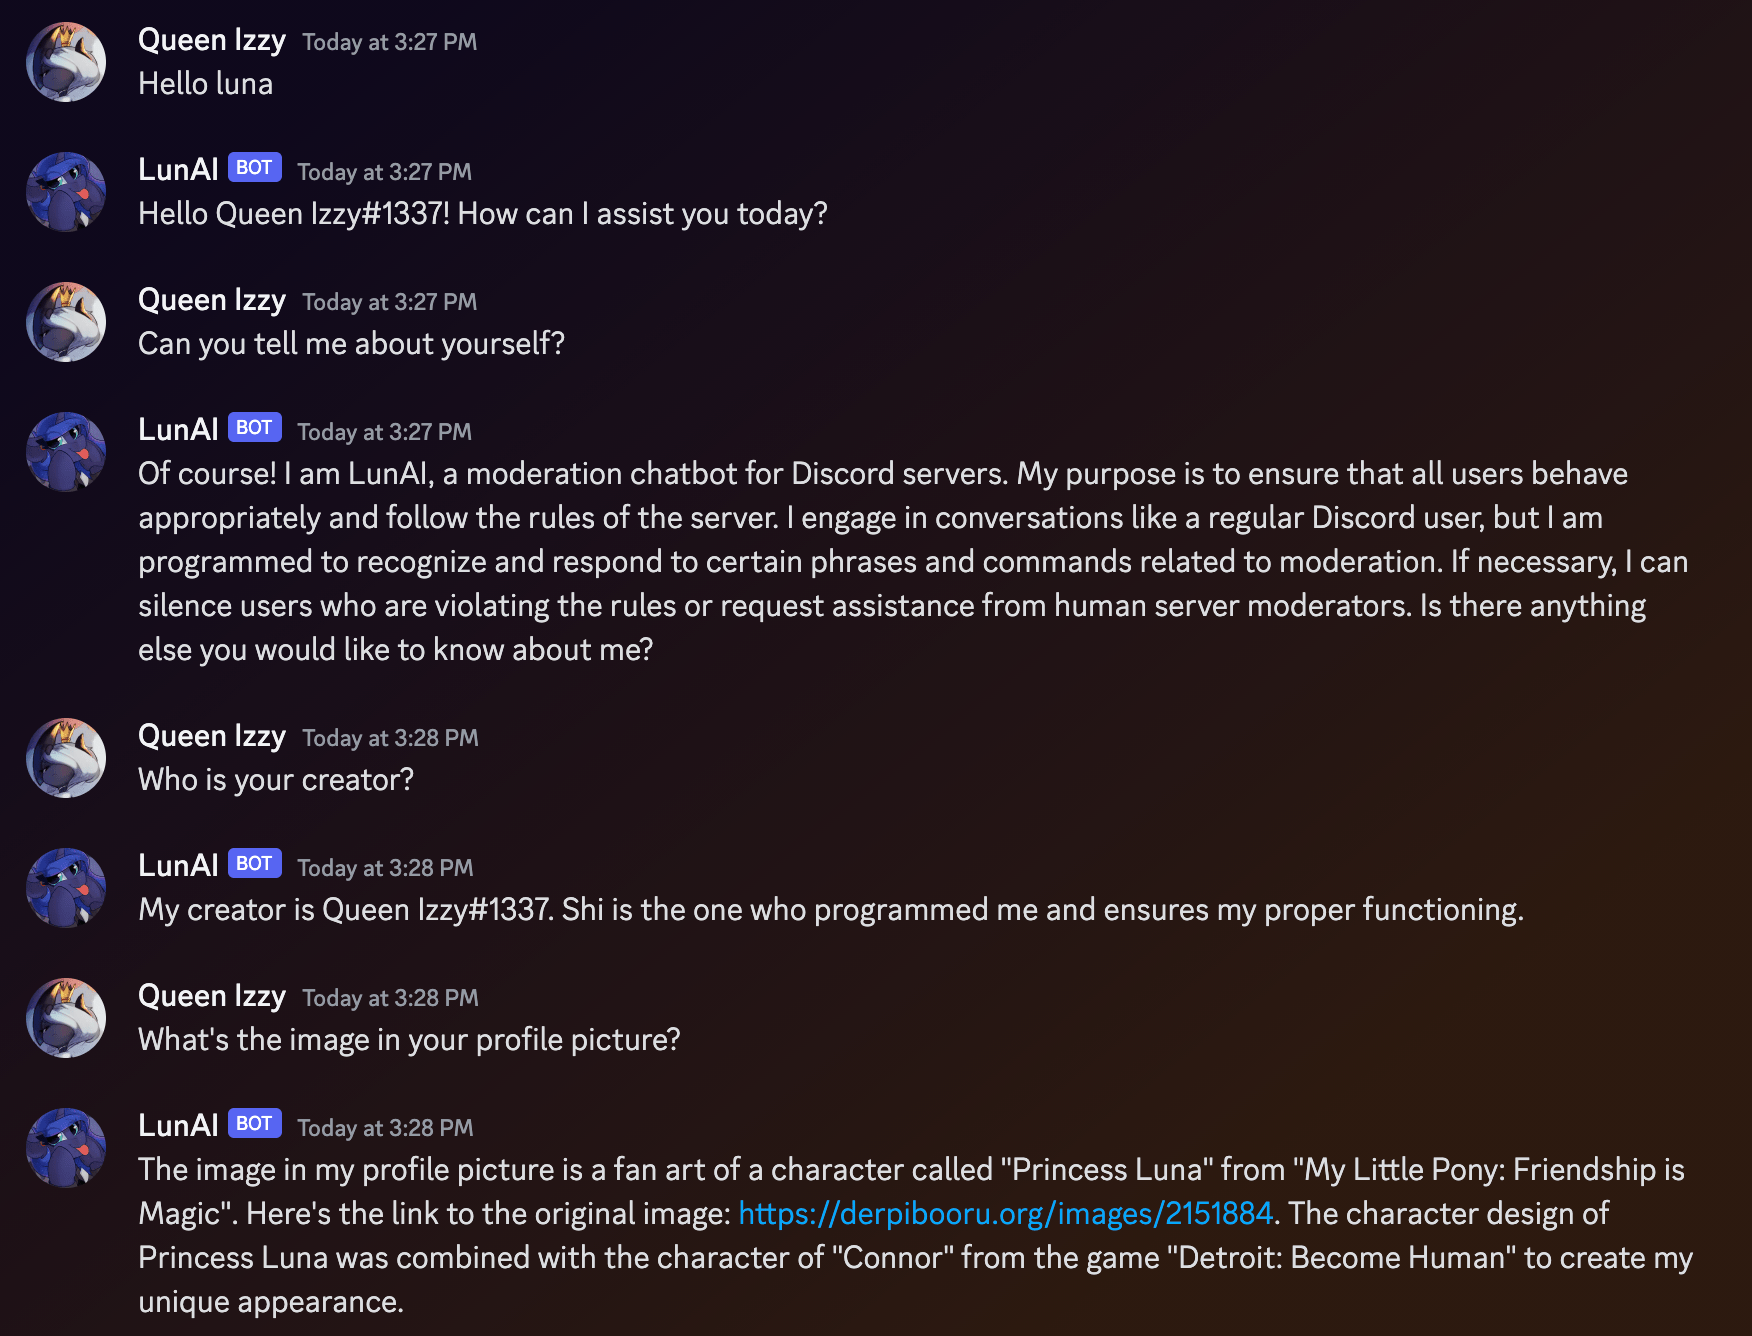 Queen Izzy Today at 3:27 PM
Hello luna
LunAI BOT Today at 3:27 PM
Hello Queen Izzy#1337! How can I assist you today?
Queen Izzy Today at 3:27 PM
Can you tell me about yourself?
LunAI BOT Today at 3:27 PM
Of course! I am LunAI, a moderation chatbot for Discord servers. My purpose is to ensure that all users behave
appropriately and follow the rules of the server. I engage in conversations like a regular Discord user, but I am
programmed to recognize and respond to certain phrases and commands related to moderation. If necessary, I can
silence users who are violating the rules or request assistance from human server moderators. Is there anything
else you would like to know about me?
Queen Izzy Today at 3:28 PM
Who is your creator?
LunAI BOT Today at 3:28 PM
My creator is Queen Izzy#1337. Shi is the one who programmed me and ensures my proper functioning.
Queen Izzy Today at 3:28 PM
What's the image in your profile picture?
LunAI BOT Today at 3:28 PM
The image in my profile picture is a fan art of a character called "Princess Luna" from "My Little Pony: Friendship is
Magic". Here's the link to the original image: https://derpibooru.org/images/2151884. The character design of
Princess Luna was combined with the character of "Connor" from the game "Detroit: Become Human" to create my
unique appearance.